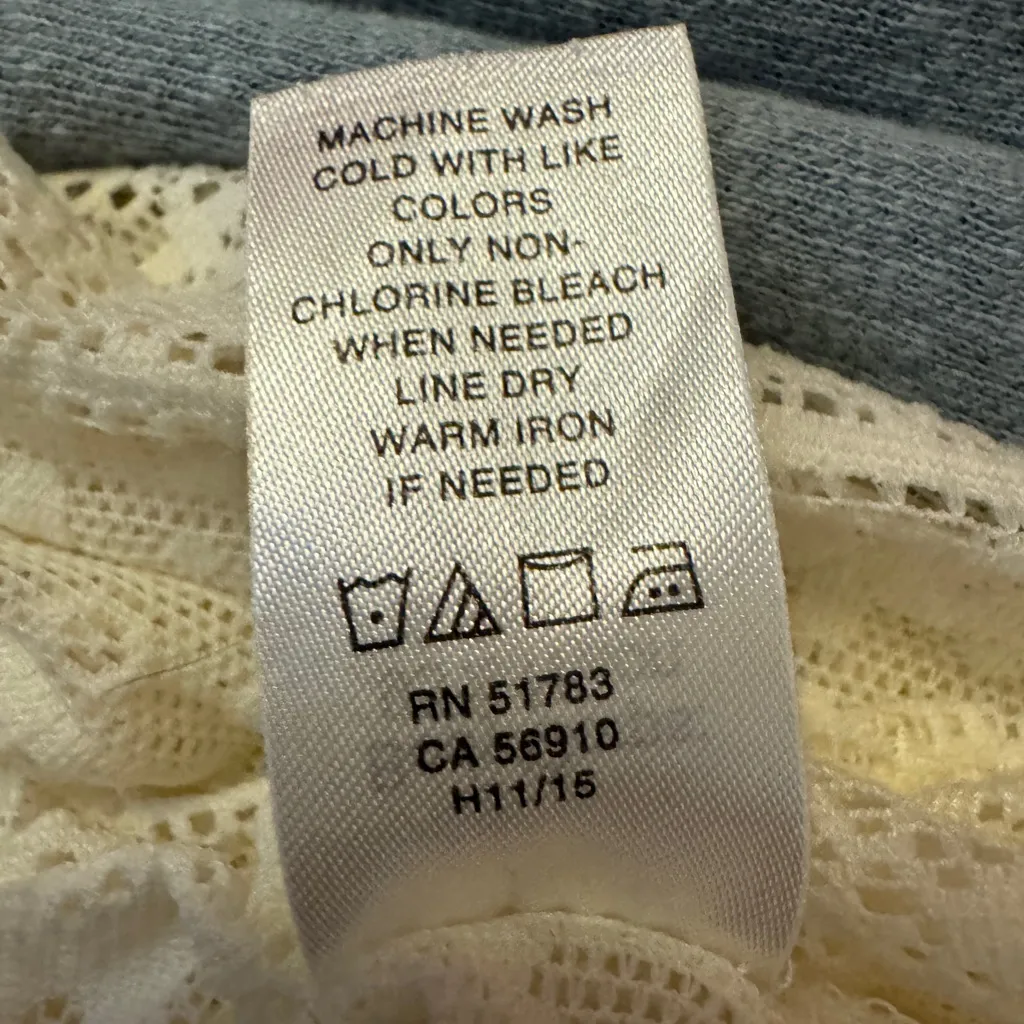 MACHINE WASH
COLD WITH LIKE
COLORS
ONLY NON-
CHLORINE BLEACH
WHEN NEEDED
LINE DRY
WARM IRON
IF NEEDED
RN 51783
CA 56910
H11/15